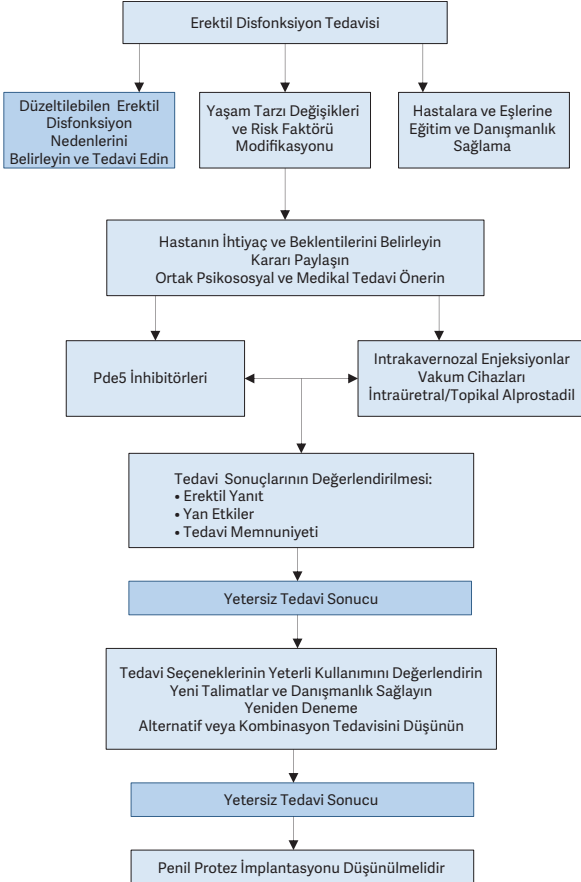 Erektil Disfonksiyon Tedavisi
Düzeltilebilen Erektil
Disfonksiyon
Nedenlerini
Belirleyin ve Tedavi Edin
Yaşam Tarzı Değişikleri
ve Risk Faktörü
Modifikasyonu
Hastalara ve Eşlerine
Eğitim ve Danışmanlık
Sağlama
Hastanın İhtiyaç ve Beklentilerini Belirleyin
Kararı Paylaşın
Ortak Psikososyal ve Medikal Tedavi Önerin
Pde5 İnhibitörleri
Intrakavernozal Enjeksiyonlar
Vakum Cihazları
İntraüretral/Topikal Alprostadil
Tedavi Sonuçlarının Değerlendirilmesi:
• Erektil Yanıt
• Yan Etkiler
• Tedavi Memnuniyeti
Yetersiz Tedavi Sonucu
Tedavi Seçeneklerinin Yeterli Kullanımını Değerlendirin
Yeni Talimatlar ve Danışmanlık Sağlayın
Yeniden Deneme
Alternatif veya Kombinasyon Tedavisini Düşünün
Yetersiz Tedavi Sonucu
Penil Protez İmplantasyonu Düşünülmelidir